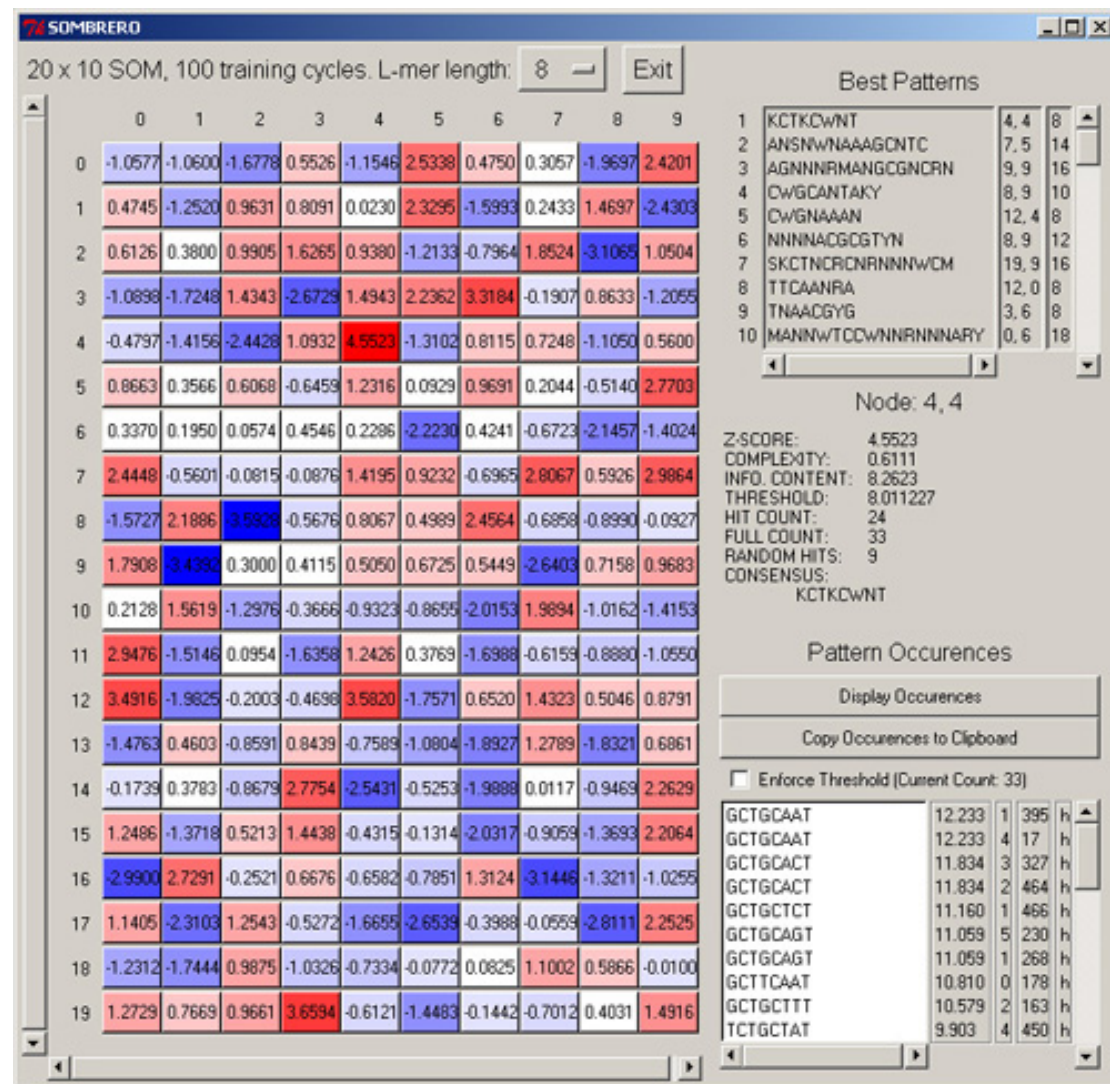 SOMBRERO
20 x 10 SOM, 100 training cycles. L-mer length: 8 Exit
0 1 2 3 4 5 6 7 8 9
0 -1.0577 -1.0600 -1.6778 0.5526 -1.1546 2.5338 0.4750 0.3057 -1.9697 2.4201
1 0.4745 -1.2520 0.9631 0.8091 0.0230 2.3295 -1.5993 0.2433 1.4697 -2.4303
2 0.6126 0.3800 0.9905 1.6265 0.9380 -1.2133 -0.7964 1.8524 -3.1065 1.0504
3 -1.0898 -1.7248 1.4343 -2.6729 1.4943 2.2362 3.3184 -0.1907 0.8633 -1.2055
4 -0.4797 -1.4156 -2.4428 1.0932 4.5523 -1.3102 0.8115 0.7248 -1.1050 0.5600
5 0.8663 0.3566 0.6068 -0.6459 1.2316 0.0929 0.9691 0.2044 -0.5140 2.7703
6 0.3370 0.1950 0.0574 0.4546 0.2286 -2.2230 0.4241 -0.6723 -2.1457 -1.4024
7 2.4448 -0.5601 -0.0815 -0.0876 1.4195 0.9232 -0.6965 2.8067 0.5926 2.9864
8 -1.5727 2.1886 -3.5928 -0.5676 0.8067 0.4989 2.4564 -0.6858 -0.8990 -0.0927
9 1.7908 -3.4392 0.3000 0.4115 0.5050 0.6725 0.5449 -2.6403 0.7158 0.9683
10 0.2128 1.5619 -1.2976 -0.3666 -0.9323 -0.8655 -2.0153 1.9894 -1.0162 -1.4153
11 2.9476 -1.5146 0.0954 -1.6358 1.2426 0.3769 -1.6988 -0.6159 -0.8880 -1.0550
12 3.4916 -1.9825 -0.2003 -0.4698 3.5820 -1.7571 0.6520 1.4323 0.5046 0.8791
13 -1.4763 0.4603 -0.8591 0.8439 -0.7589 -1.0804 -1.8927 1.2789 -1.8321 0.6861
14 -0.1739 0.3783 -0.8679 2.7754 -2.5431 -0.5253 -1.9888 0.0117 -0.9469 2.2629
15 1.2486 -1.3718 0.5213 1.4438 -0.4315 -0.1314 -2.0317 -0.9059 -1.3693 2.2064
16 -2.9900 2.7291 -0.2521 0.6676 -0.6582 -0.7851 1.3124 -3.1446 -1.3211 -1.0255
17 1.1405 -2.3103 1.2543 -0.5272 -1.6655 -2.6539 -0.3988 -0.0559 -2.8111 2.2525
18 -1.2312 -1.7444 0.9875 -1.0326 -0.7334 -0.0772 0.0825 1.1002 0.5866 -0.0100
19 1.2729 0.7669 0.9661 3.6594 -0.6121 -1.4483 -0.1442 -0.7012 0.4031 1.4916
Best Patterns
1 KCTKCWNT 4, 4 8
2 ANSNWNAAAGCNTC 7, 5 14
3 AGNNNRMANGCGNCRN 9, 9 16
4 CWGCANTAKY 8, 9 10
5 CWGNAAAN 12, 4 8
6 NNNNACGCGTYN 8, 9 12
7 SKCTNCRCNRNNNWCM 19, 9 16
8 TTCAANRA 12, 0 8
9 TNAACGYG 3, 6 8
10 MANNWTCCWNNRNNNARY 0, 6 18
Node: 4, 4
Z-SCORE: 4.5523
COMPLEXITY: 0.6111
INFO. CONTENT: 8.2623
THRESHOLD: 8.011227
HIT COUNT: 24
FULL COUNT: 33
RANDOM HITS: 9
CONSENSUS:
KCTKCWNT
Pattern Occurences
Display Occurences
Copy Occurences to Clipboard
Enforce Threshold (Current Count: 33)
GCTGCAAT 12.233 1 395 h
GCTGCAAT 12.233 4 17 h
GCTGCACT 11.834 3 327 h
GCTGCACT 11.834 2 464 h
GCTGCTCT 11.160 1 466 h
GCTGCAGT 11.059 5 230 h
GCTGCAGT 11.059 1 268 h
GCTTCAAT 10.810 0 178 h
GCTGCTTT 10.579 2 163 h
TCTGCTAT 9.903 4 450 h